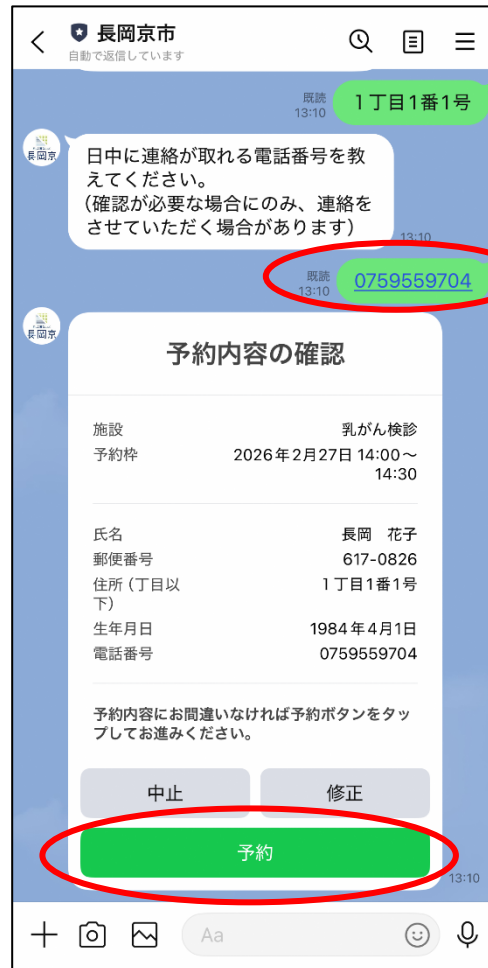 長岡京市
自動で返信しています
既読
13:10
1丁目1番1号
長岡京
日中に連絡が取れる電話番号を教
えてください。
（確認が必要な場合にのみ、連絡を
させていただく場合があります）
13:10
既読
13:10
0759559704
長岡京
予約内容の確認
施設 乳がん検診
予約枠 2026年2月27日 14:00～
14:30
氏名 長岡　花子
郵便番号 617-0826
住所（丁目以 1丁目1番1号
下）
生年月日 1984年4月1日
電話番号 0759559704
予約内容にお間違いなければ予約ボタンをタッ
プしてお進みください。
中止 修正
予約
13:10
Aa